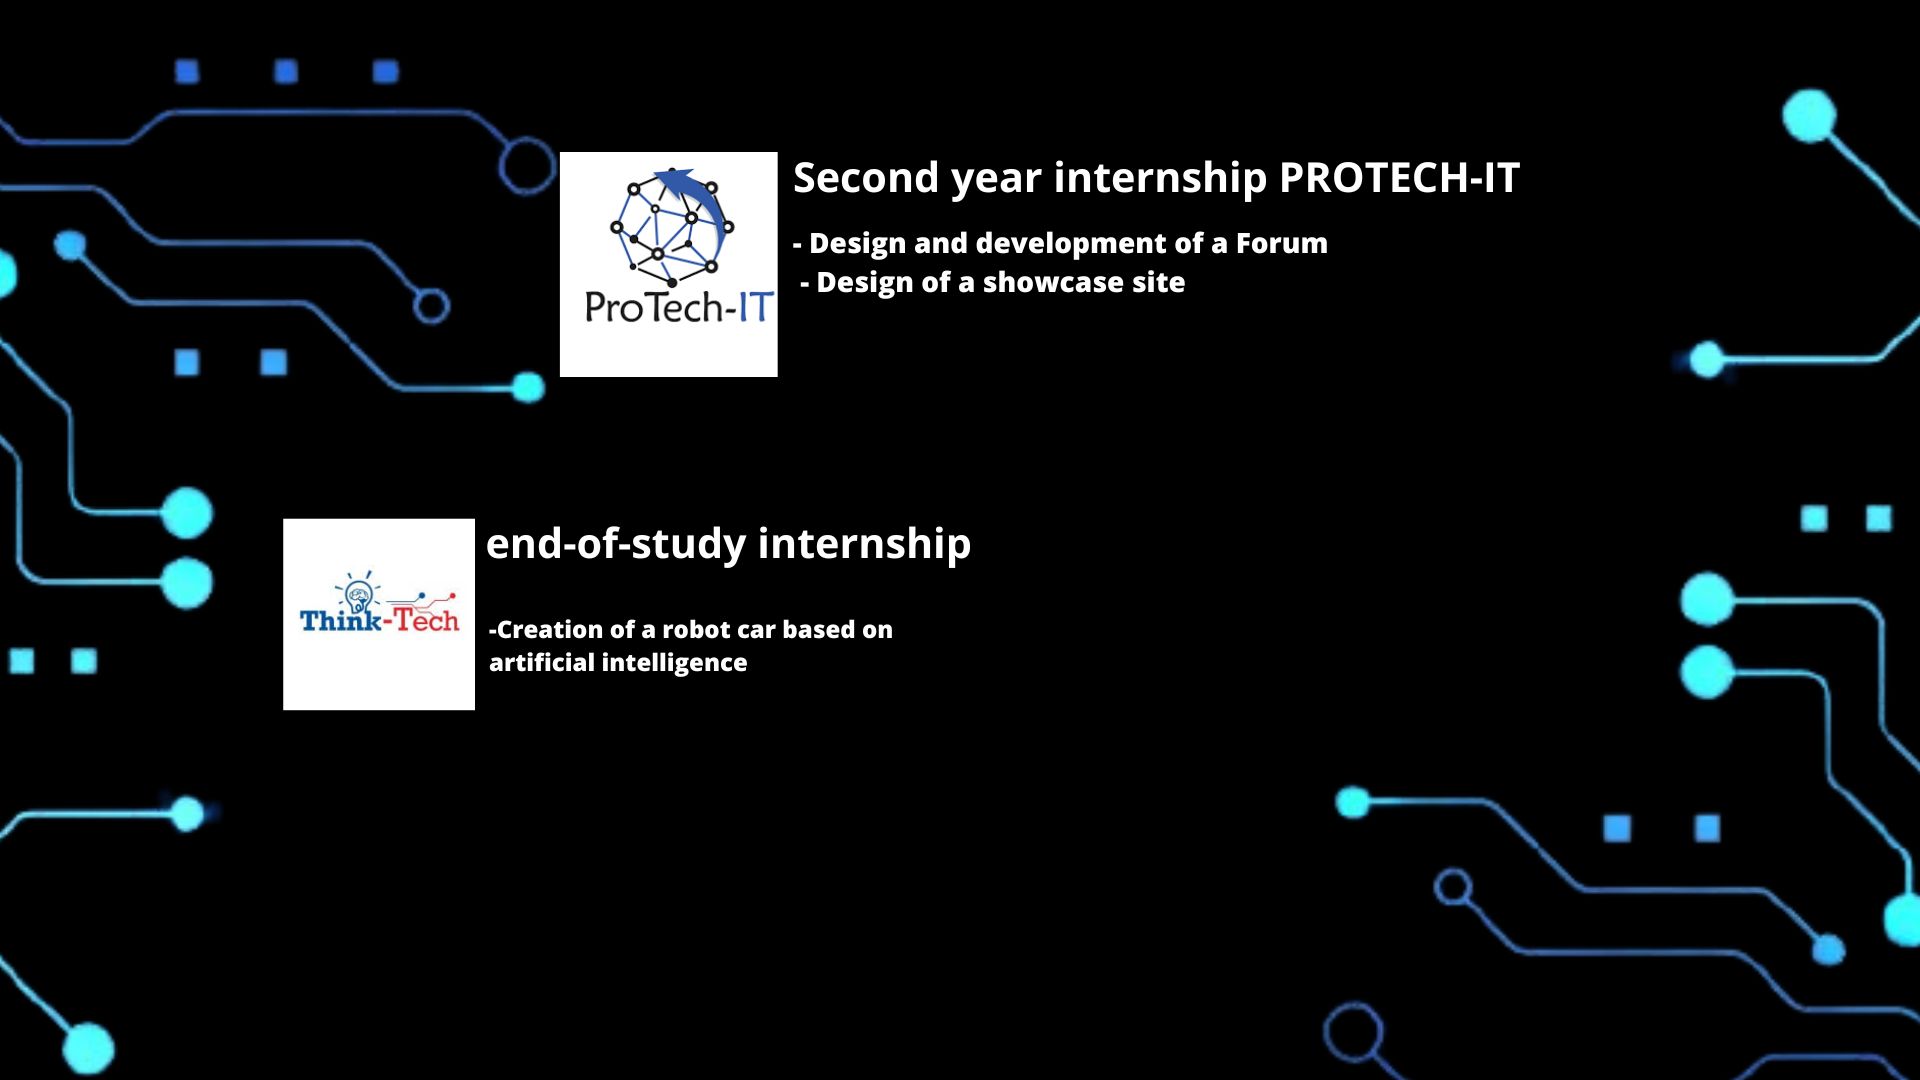 Second year internship PROTECH-IT
- Design and development of a Forum
- Design of a showcase site
ProTech-IT
end-of-study internship
Think-Tech
-Creation of a robot car based on
artificial intelligence